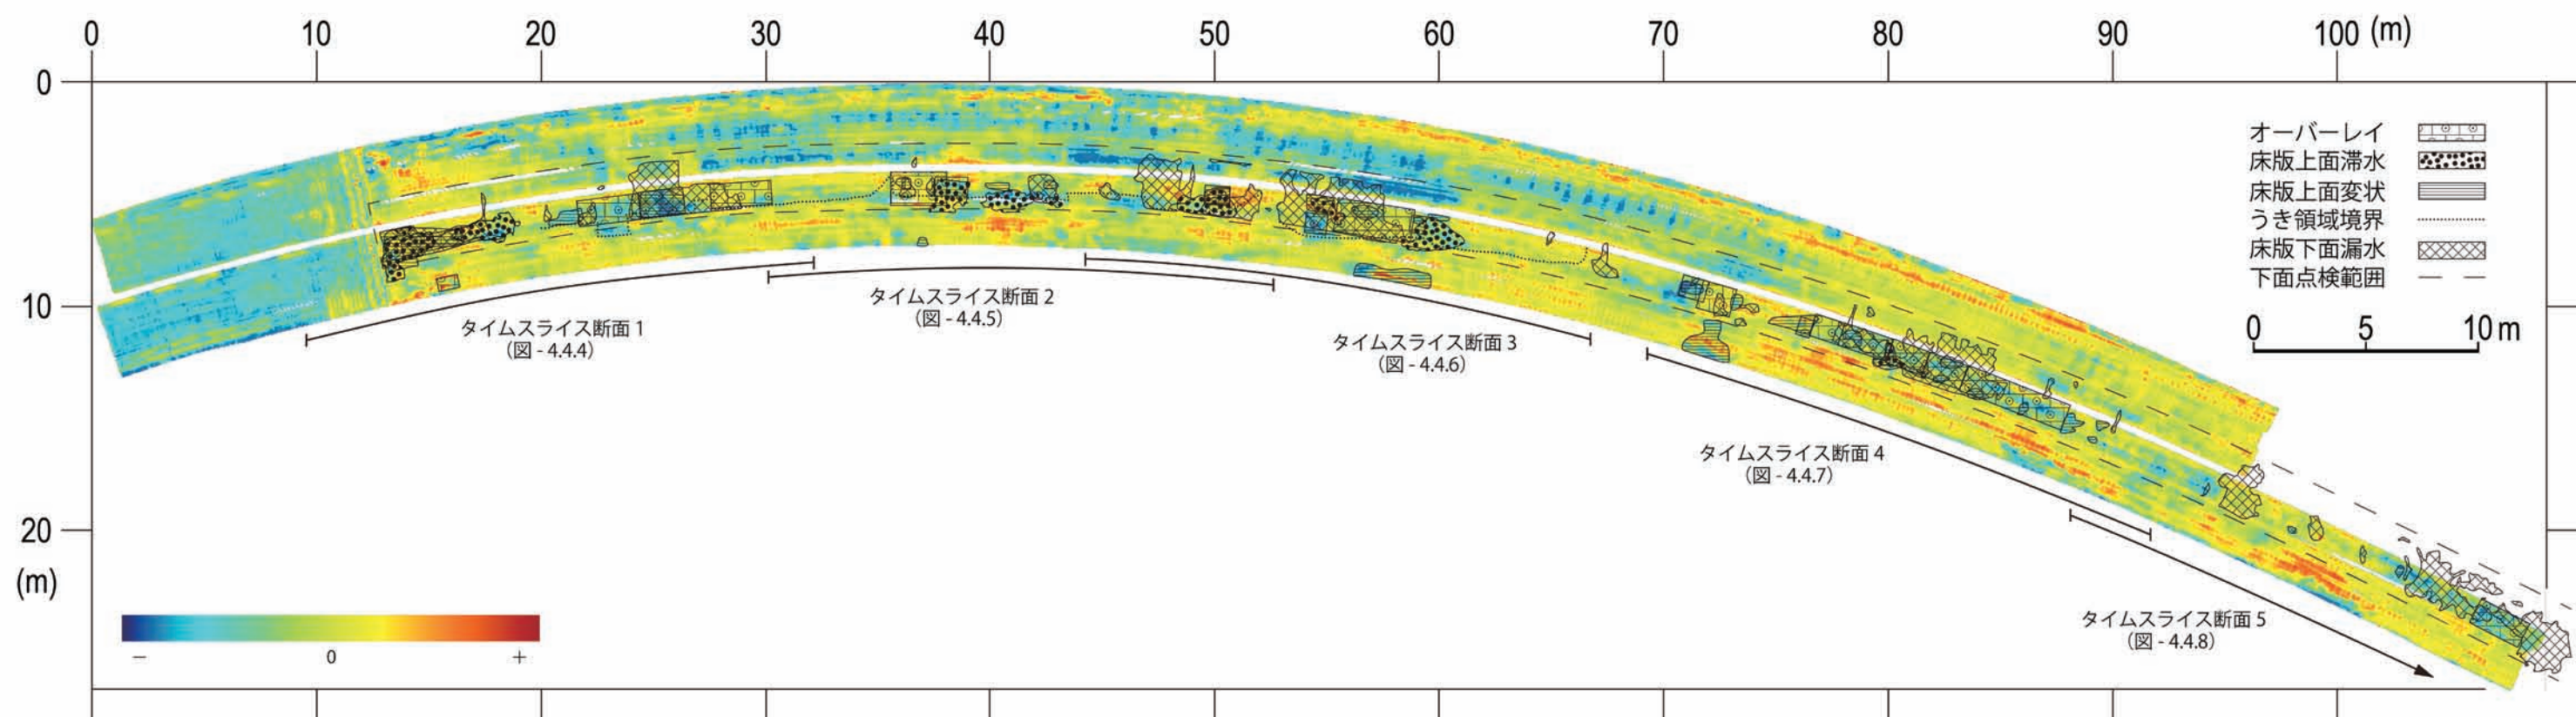 0 10 20 30 40 50 60 70 80 90 100 (m)
0
10
20
(m)
オーバーレイ
床版上面滞水
床版上面変状
うき領域境界
床版下面漏水
下面点検範囲
0 5 10 m
タイムスライス断面 1
（図 - 4.4.4）
タイムスライス断面 2
（図 - 4.4.5）
タイムスライス断面 3
（図 - 4.4.6）
タイムスライス断面 4
（図 - 4.4.7）
タイムスライス断面 5
（図 - 4.4.8）
− 0 +